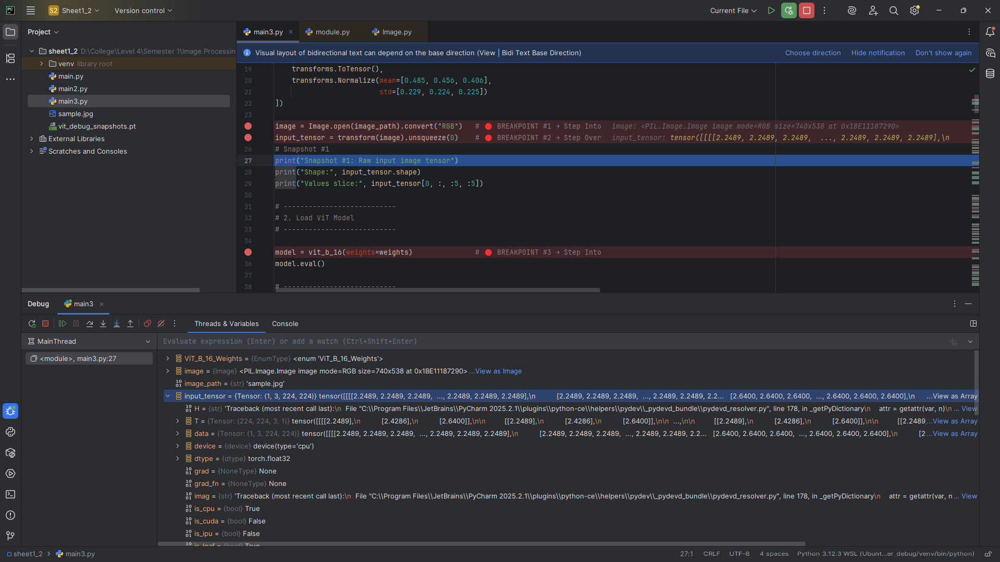 S2 Sheet1_2 Version control Current File
Project
main3.py module.py Image.py
Visual layout of bidirectional text can depend on the base direction (View | Bidi Text Base Direction) Choose direction Hide notification Don't show again
sheet1_2 D:\College\Level 4\Semester 1\Image Processin
venv library root
main.py
main2.py
main3.py
sample.jpg
vit_debug_snapshots.pt
External Libraries
Scratches and Consoles
19 transforms.ToTensor(),
20 transforms.Normalize(mean=[0.485, 0.456, 0.406],
21 std=[0.229, 0.224, 0.225])
22 ])
23
image = Image.open(image_path).convert("RGB") # 🔴 BREAKPOINT #1 → Step Into image: <PIL.Image.Image image mode=RGB size=740x538 at 0x1BE11187290>
input_tensor = transform(image).unsqueeze(0) # 🔴 BREAKPOINT #2 → Step Over input_tensor: tensor([[[[2.2489, 2.2489, 2.2489, ..., 2.2489, 2.2489, 2.2489],\n
26 # Snapshot #1
27 print("Snapshot #1: Raw input image tensor")
28 print("Shape:", input_tensor.shape)
29 print("Values slice:", input_tensor[0, :, :5, :5])
30
31 # ---------------------------
32 # 2. Load ViT Model
33 # ---------------------------
34
model = vit_b_16(weights=weights) # 🔴 BREAKPOINT #3 → Step Into
36 model.eval()
37
38 # ---------------------------
Debug main3
Threads & Variables Console
MainThread
<module>, main3.py:27
Evaluate expression (Enter) or add a watch (Ctrl+Shift+Enter)
ViT_B_16_Weights = {EnumType} <enum 'ViT_B_16_Weights'>
image = {Image} <PIL.Image.Image image mode=RGB size=740x538 at 0x1BE11187290> ...View as Image
image_path = {str} 'sample.jpg'
input_tensor = {Tensor: (1, 3, 224, 224)} tensor([[[[2.2489, 2.2489, 2.2489, ..., 2.2489, 2.2489, 2.2489],\n [2.2489, 2.2489, 2.2489, ..., 2.2489, 2.2489, 2.2... [2.6400, 2.6400, 2.6400, ..., 2.6400, 2.6400, 2.6400],\n ...View as Array
H = {str} 'Traceback (most recent call last):\n File "C:\\Program Files\\JetBrains\\PyCharm 2025.2.1\\plugins\\python-ce\\helpers\\pydev\\_pydevd_bundle\\pydevd_resolver.py", line 178, in _getPyDictionary\n attr = getattr(var, n)\n ... View
T = {Tensor: (224, 224, 3, 1)} tensor([[[[2.2489],\n [2.4286],\n [2.6400]],\n\n [[2.2489],\n [2.4286],\n [2.6400]],\n\n ...,\n\n [[2.2489],\n [2.4286],\n [2.6400]],\n\n [[2.2489 ...View as Array
data = {Tensor: (1, 3, 224, 224)} tensor([[[[2.2489, 2.2489, 2.2489, ..., 2.2489, 2.2489, 2.2489],\n [2.2489, 2.2489, 2.2489, ..., 2.2489, 2.2489, 2.2... [2.6400, 2.6400, 2.6400, ..., 2.6400, 2.6400, 2.6400],\n [2 ...View as Array
device = {device} device(type='cpu')
dtype = {dtype} torch.float32
grad = {NoneType} None
grad_fn = {NoneType} None
imag = {str} 'Traceback (most recent call last):\n File "C:\\Program Files\\JetBrains\\PyCharm 2025.2.1\\plugins\\python-ce\\helpers\\pydev\\_pydevd_bundle\\pydevd_resolver.py", line 178, in _getPyDictionary\n attr = getattr(var, n... View
is_cpu = {bool} True
is_cuda = {bool} False
is_ipu = {bool} False
is_leaf = {bool} True
sheet1_2 > main3.py 27:1 CRLF UTF-8 4 spaces Python 3.12.3 WSL (Ubunt...er_debug/venv/bin/python)